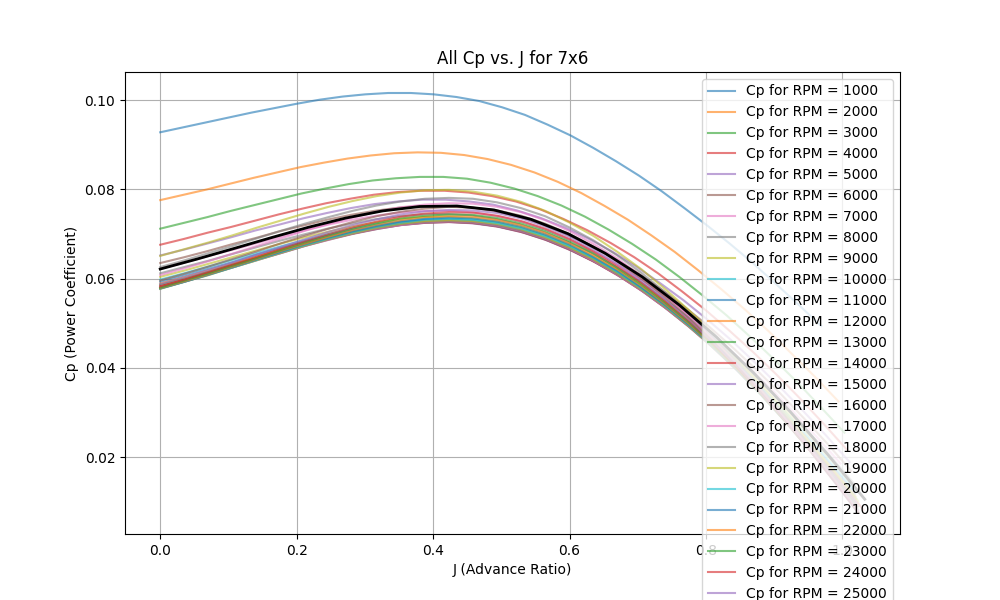 All Cp vs. J for 7x6
Cp (Power Coefficient)
0.10
0.08
0.06
0.04
0.02
0.0 0.2 0.4 0.6
J (Advance Ratio)
Cp for RPM = 1000
Cp for RPM = 2000
Cp for RPM = 3000
Cp for RPM = 4000
Cp for RPM = 5000
Cp for RPM = 6000
Cp for RPM = 7000
Cp for RPM = 8000
Cp for RPM = 9000
Cp for RPM = 10000
Cp for RPM = 11000
Cp for RPM = 12000
Cp for RPM = 13000
Cp for RPM = 14000
Cp for RPM = 15000
Cp for RPM = 16000
Cp for RPM = 17000
Cp for RPM = 18000
Cp for RPM = 19000
Cp for RPM = 20000
Cp for RPM = 21000
Cp for RPM = 22000
Cp for RPM = 23000
Cp for RPM = 24000
Cp for RPM = 25000